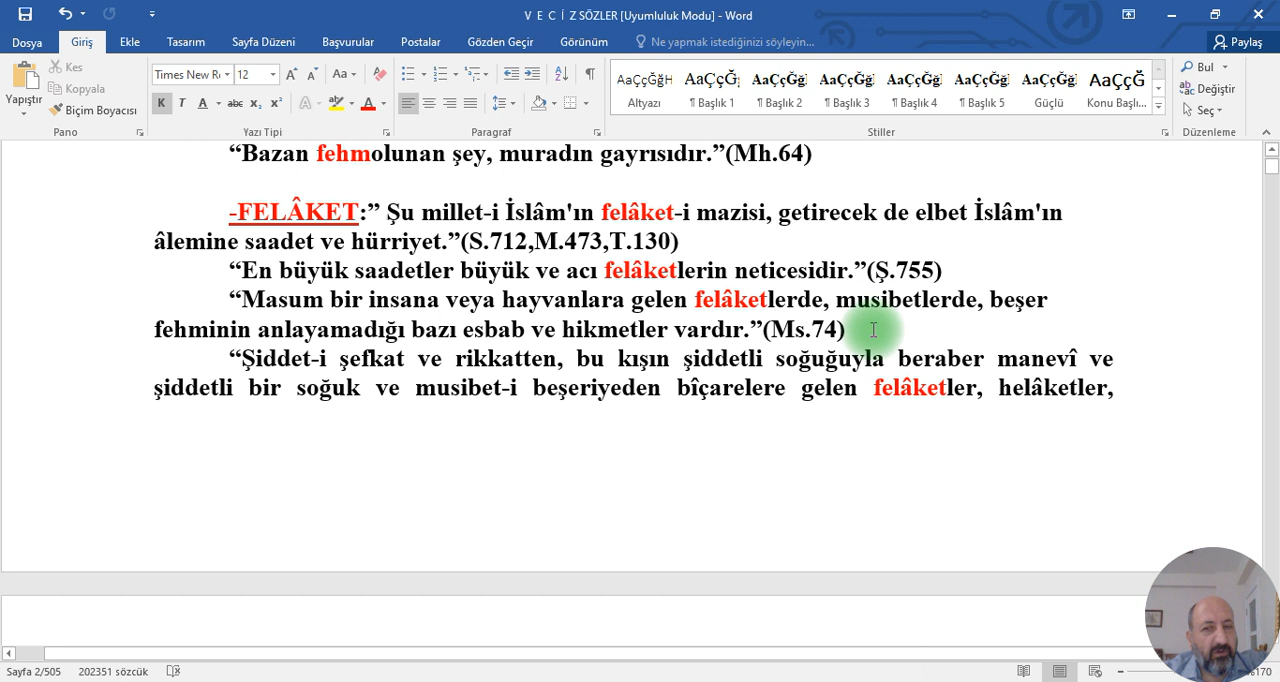 V E C İ Z SÖZLER [Uyumluluk Modu] - Word
Dosya Giriş Ekle Tasarım Sayfa Düzeni Başvurular Postalar Gözden Geçir Görünüm Ne yapmak istediğinizi söyleyin... Paylaş
Yapıştır
Kes
Kopyala
Biçim Boyacısı
Pano
Times New Ro 12
Yazı Tipi
Paragraf
AaÇçĞğH AaÇçĞğ AaÇçĞğ AaÇçĞğ AaÇçĞğ AaÇçĞğ AaÇçĞğ AaÇçĞ
Altyazı ¶ Başlık 1 ¶ Başlık 2 ¶ Başlık 3 ¶ Başlık 4 ¶ Başlık 5 Güçlü Konu Başlı...
Stiller
Bul
Değiştir
Seç
Düzenleme
“Bazan fehmolunan şey, muradın gayrısıdır.”(Mh.64)
-FELÂKET:” Şu millet-i İslâm'ın felâket-i mazisi, getirecek de elbet İslâm'ın
âlemine saadet ve hürriyet.”(S.712,M.473,T.130)
“En büyük saadetler büyük ve acı felâketlerin neticesidir.”(Ş.755)
“Masum bir insana veya hayvanlara gelen felâketlerde, musibetlerde, beşer
fehminin anlayamadığı bazı esbab ve hikmetler vardır.”(Ms.74)
“Şiddet-i şefkat ve rikkatten, bu kışın şiddetli soğuğuyla beraber manevî ve
şiddetli bir soğuk ve musibet-i beşeriyeden bîçarelere gelen felâketler, helâketler,
Sayfa 2/505 202351 sözcük %170